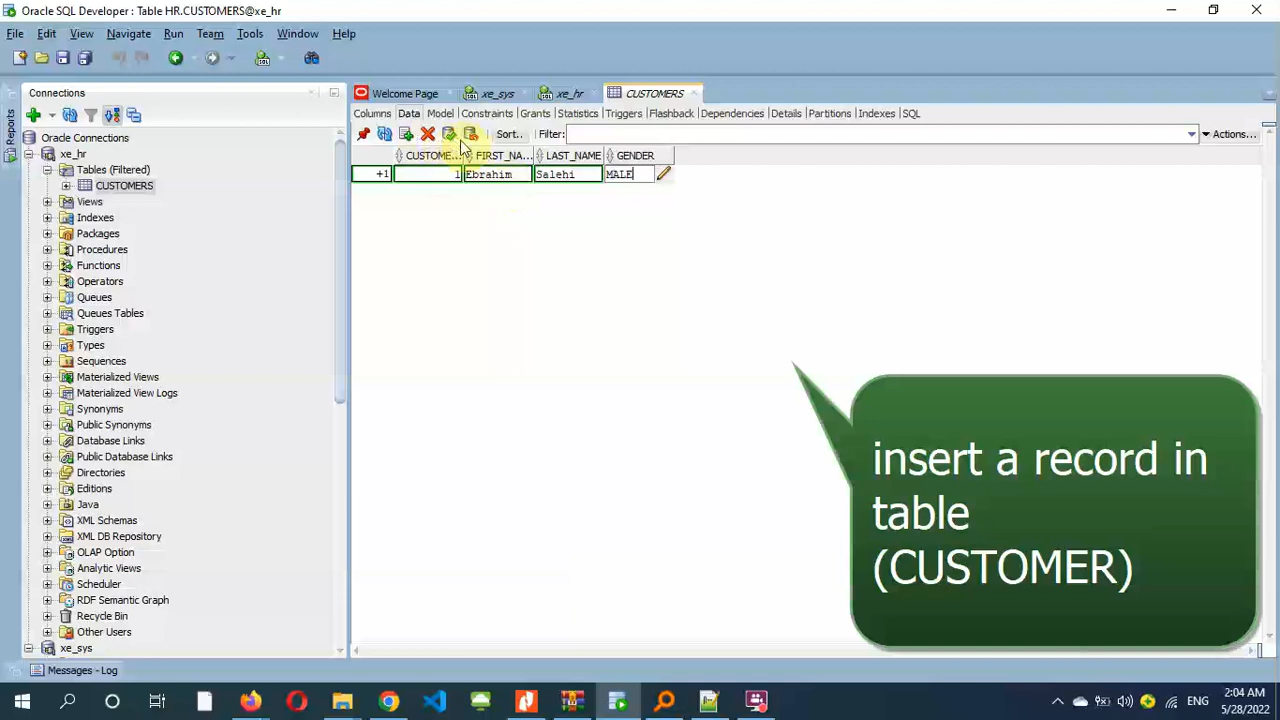 Oracle SQL Developer : Table HR.CUSTOMERS@xe_hr
File Edit View Navigate Run Team Tools Window Help
Connections
Reports
Oracle Connections
xe_hr
Tables (Filtered)
CUSTOMERS
Views
Indexes
Packages
Procedures
Functions
Operators
Queues
Queues Tables
Triggers
Types
Sequences
Materialized Views
Materialized View Logs
Synonyms
Public Synonyms
Database Links
Public Database Links
Directories
Editions
Java
XML Schemas
XML DB Repository
OLAP Option
Analytic Views
Scheduler
RDF Semantic Graph
Recycle Bin
Other Users
xe_sys
Welcome Page xe_sys xe_hr CUSTOMERS
Columns Data Model Constraints Grants Statistics Triggers Flashback Dependencies Details Partitions Indexes SQL
Sort.. Filter: Actions...
CUSTOME... FIRST_NA... LAST_NAME GENDER
+1 1 Ebrahim Salehi MALE
insert a record in
table
(CUSTOMER)
Messages - Log
ENG
2:04 AM
5/28/2022